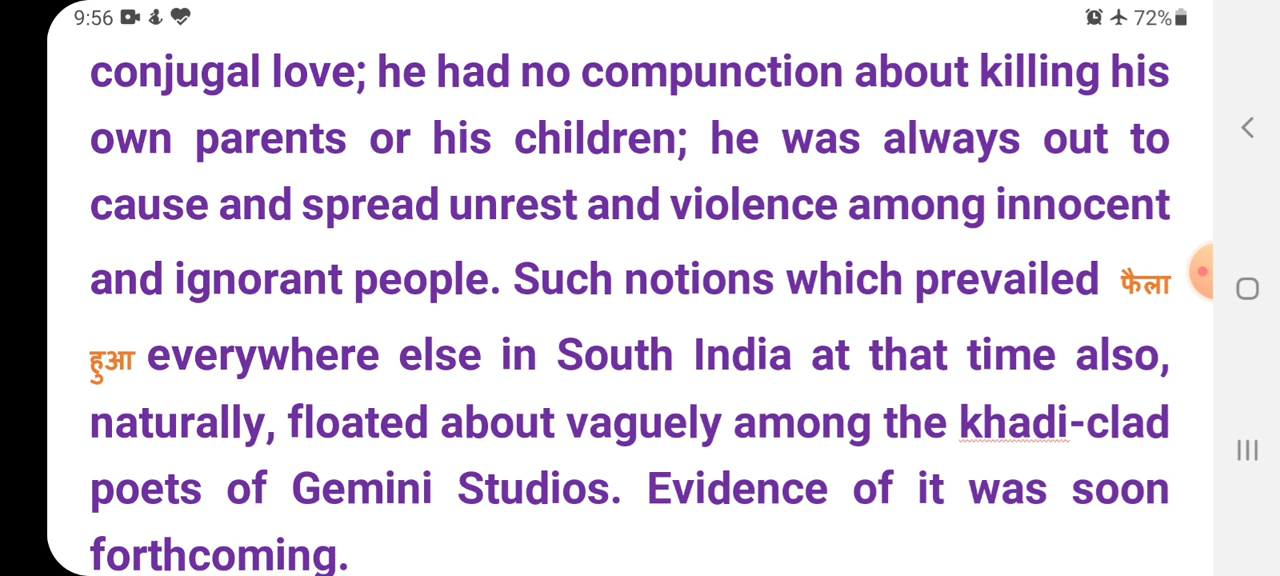 9:56 72%
conjugal love; he had no compunction about killing his
own parents or his children; he was always out to
cause and spread unrest and violence among innocent
and ignorant people. Such notions which prevailed फैला
हुआ everywhere else in South India at that time also,
naturally, floated about vaguely among the khadi-clad
poets of Gemini Studios. Evidence of it was soon
forthcoming.